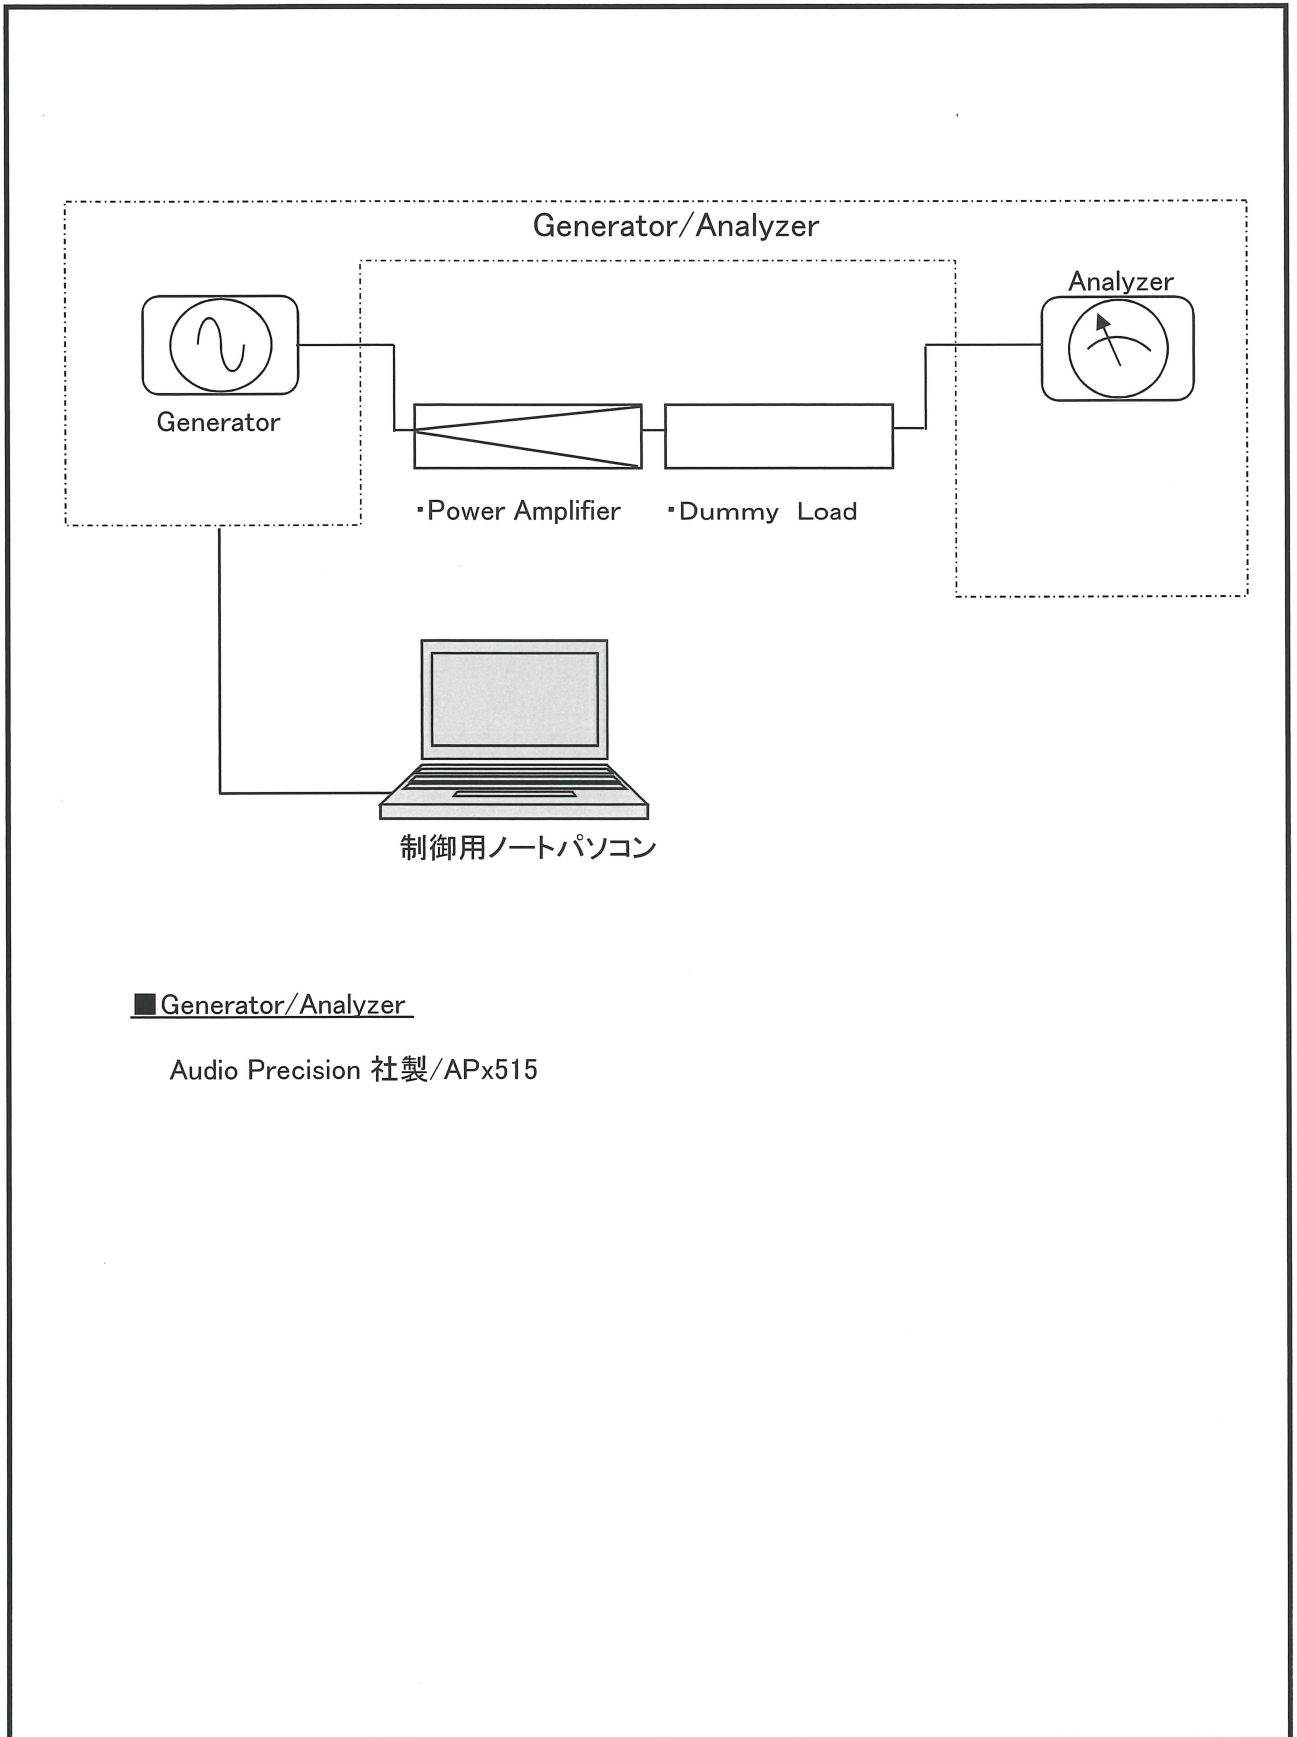 Generator/Analyzer
Analyzer
Generator
・Power Amplifier
・Dummy　Load
制御用ノートパソコン
■Generator/Analyzer
Audio Precision 社製/APx515